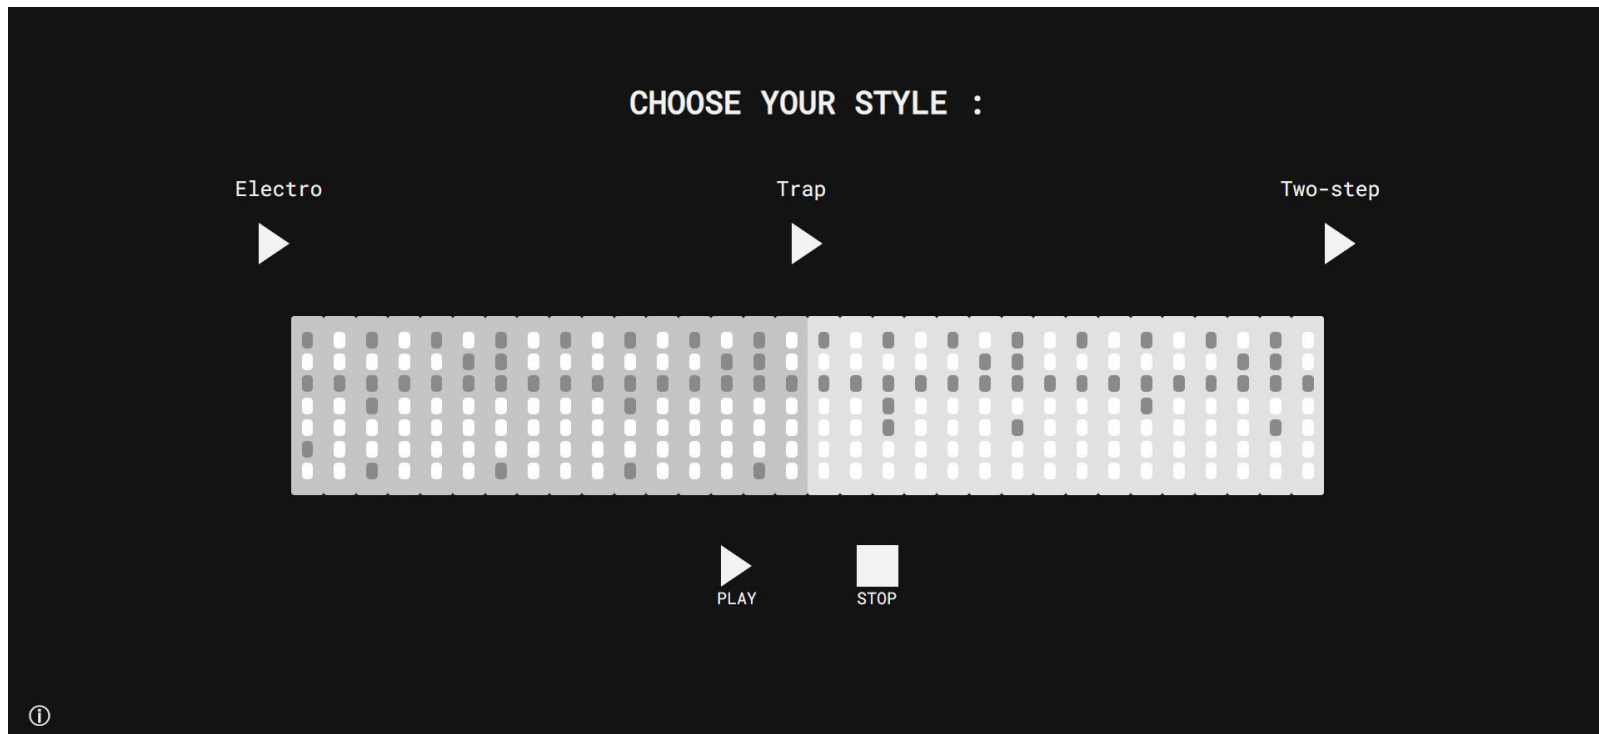 CHOOSE YOUR STYLE :
Electro
Trap
Two-step
PLAY
STOP